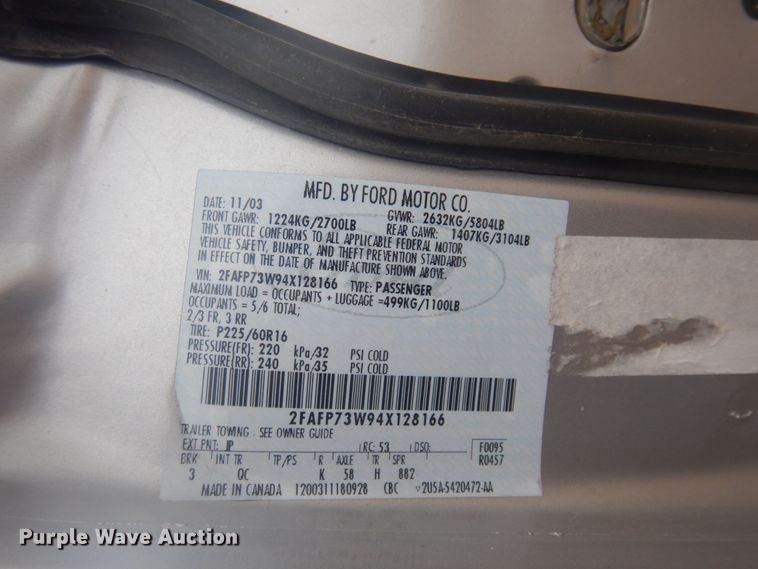 MFD. BY FORD MOTOR CO.
DATE: 11/03 GVWR: 2632KG/5804LB
FRONT GAWR: 1224KG/2700LB REAR GAWR: 1407KG/3104LB
THIS VEHICLE CONFORMS TO ALL APPLICABLE FEDERAL MOTOR
VEHICLE SAFETY, BUMPER, AND THEFT PREVENTION STANDARDS
IN EFFECT ON THE DATE OF MANUFACTURE SHOWN ABOVE.
VIN: 2FAFP73W94X128166 TYPE: PASSENGER
MAXIMUM LOAD = OCCUPANTS + LUGGAGE =499KG/1100LB
OCCUPANTS = 5/6 TOTAL;
2/3 FR, 3 RR
TIRE: P225/60R16
PRESSURE(FR): 220 kPa/32 PSI COLD
PRESSURE(RR): 240 kPa/35 PSI COLD
2FAFP73W94X128166
TRAILER TOWING - SEE OWNER GUIDE
EXT PNT: JP RC: 53 DSO: F0095
BRK INT TR TP/PS R AXLE TR SPR R0457
3 QC K 58 H 882
MADE IN CANADA 1200311180928 CBC 2U5A-5420472-AA
Purple Wave Auction